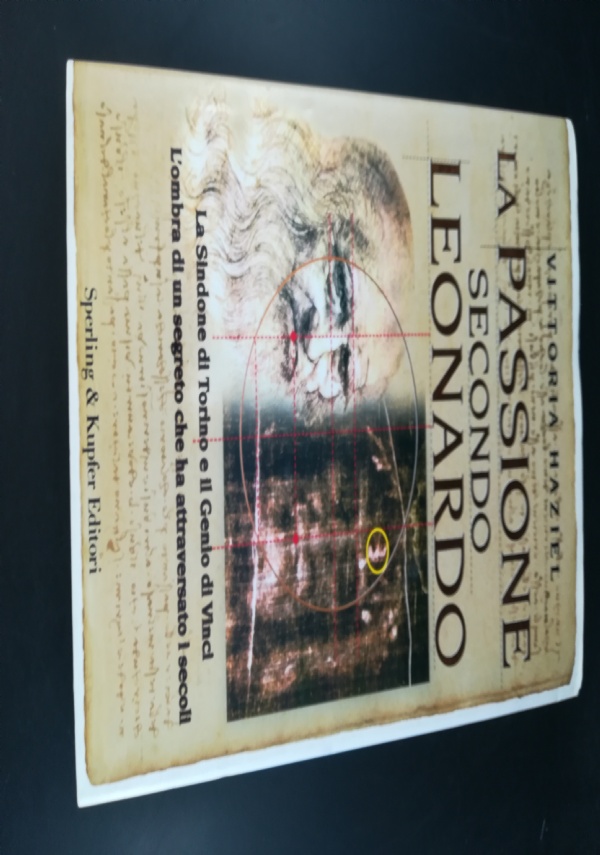 VITTORIA HAZIEL
LA PASSIONE
SECONDO
LEONARDO
La Sindone di Torino e il Genio di Vinci
L'ombra di un segreto che ha attraversato i secoli
Sperling & Kupfer Editori